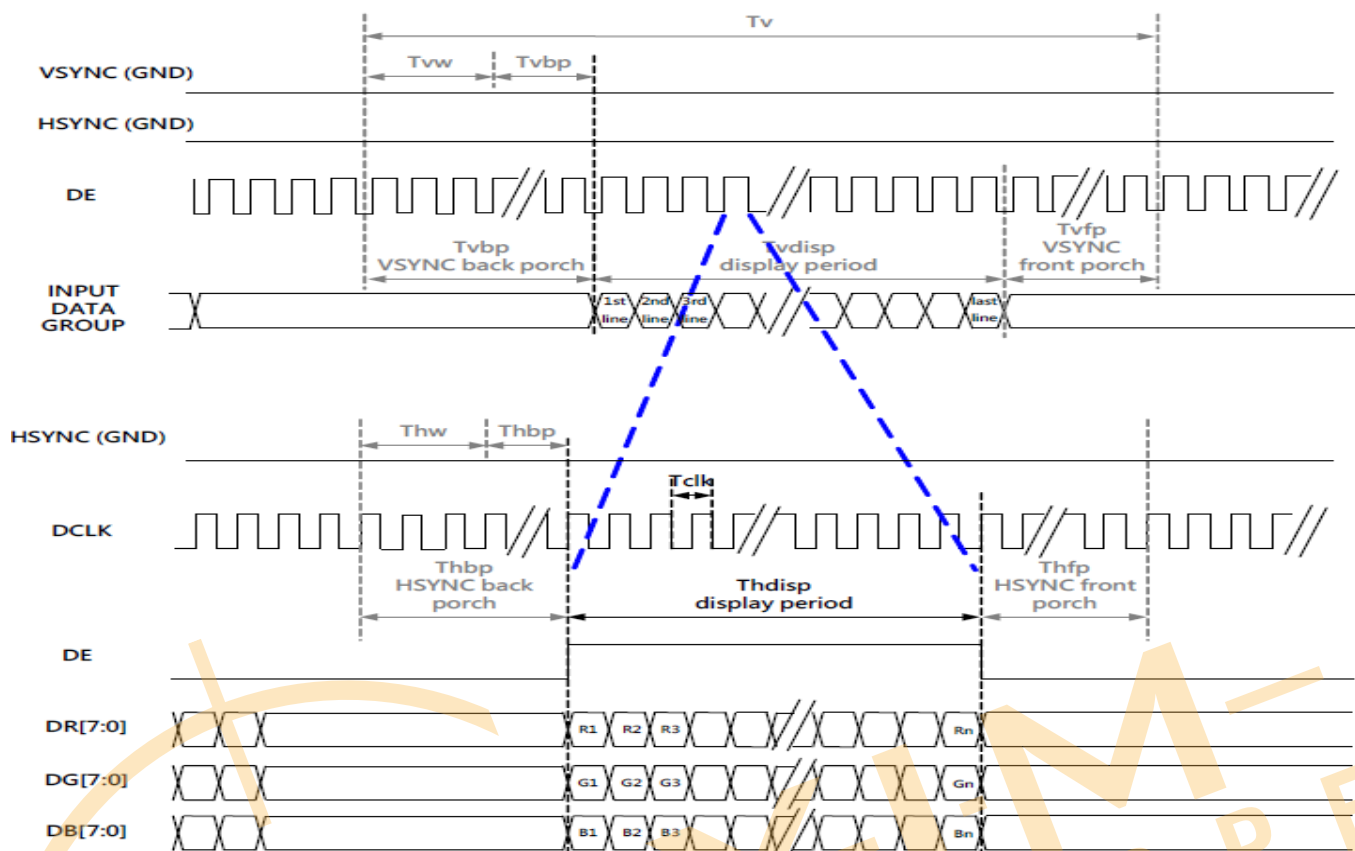 Tv
Tvw
Tvbp
VSYNC (GND)
HSYNC (GND)
DE
Tvbp
VSYNC back porch
Tvdisp
display period
Tvfp
VSYNC
front porch
INPUT
DATA
GROUP
1st
line
2nd
line
3rd
line
last
line
HSYNC (GND)
Thw
Thbp
Tclk
DCLK
Thbp
HSYNC back
porch
Thdisp
display period
Thfp
HSYNC front
porch
DE
DR[7:0]
R1
R2
R3
Rn
DG[7:0]
G1
G2
G3
Gn
DB[7:0]
B1
B2
B3
Bn